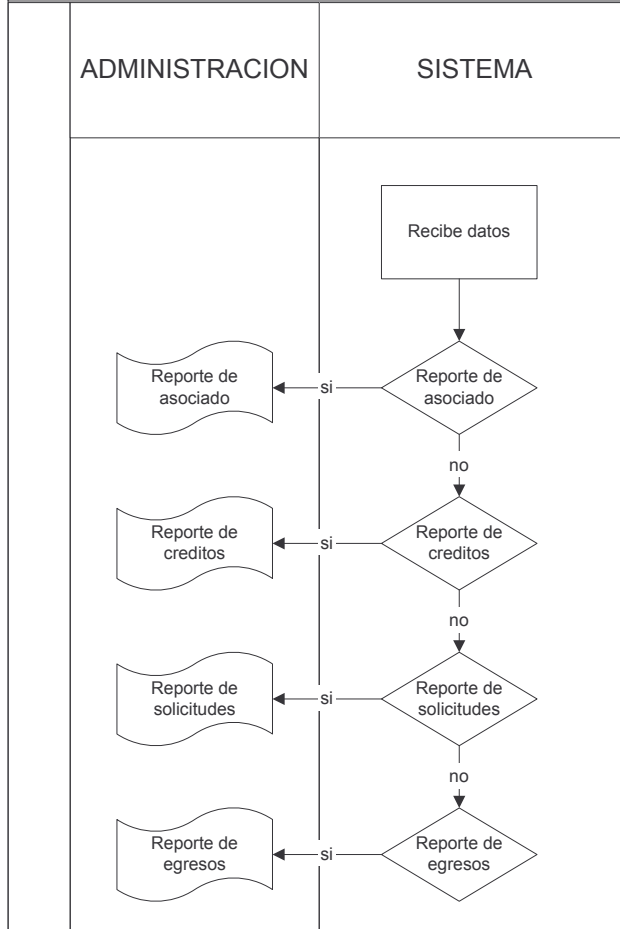 ADMINISTRACION
SISTEMA
Recibe datos
Reporte de
asociado
si
Reporte de
asociado
no
Reporte de
creditos
si
Reporte de
creditos
no
Reporte de
solicitudes
si
Reporte de
solicitudes
no
Reporte de
egresos
si
Reporte de
egresos